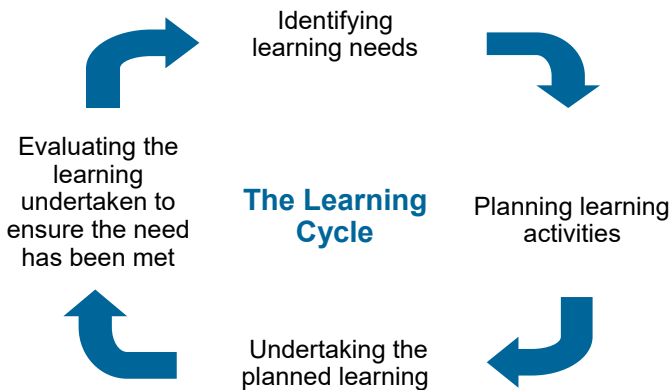 Identifying
learning needs
Planning learning
activities
Undertaking the
planned learning
Evaluating the
learning
undertaken to
ensure the need
has been met
The Learning
Cycle